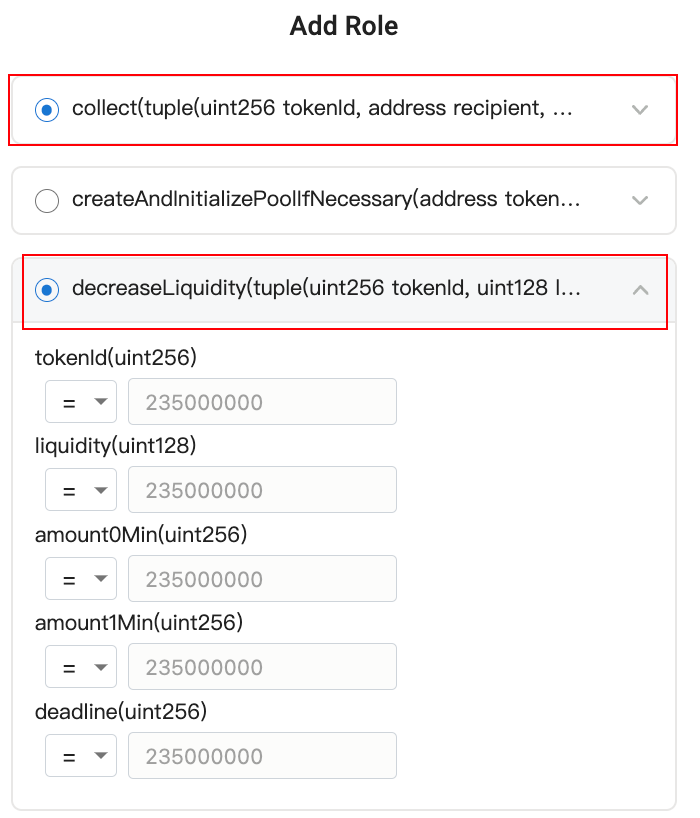 Add Role
collect(tuple(uint256 tokenId, address recipient, ...
createAndInitializePoolIfNecessary(address token...
decreaseLiquidity(tuple(uint256 tokenId, uint128 l...
tokenId(uint256)
= 235000000
liquidity(uint128)
= 235000000
amount0Min(uint256)
= 235000000
amount1Min(uint256)
= 235000000
deadline(uint256)
= 235000000